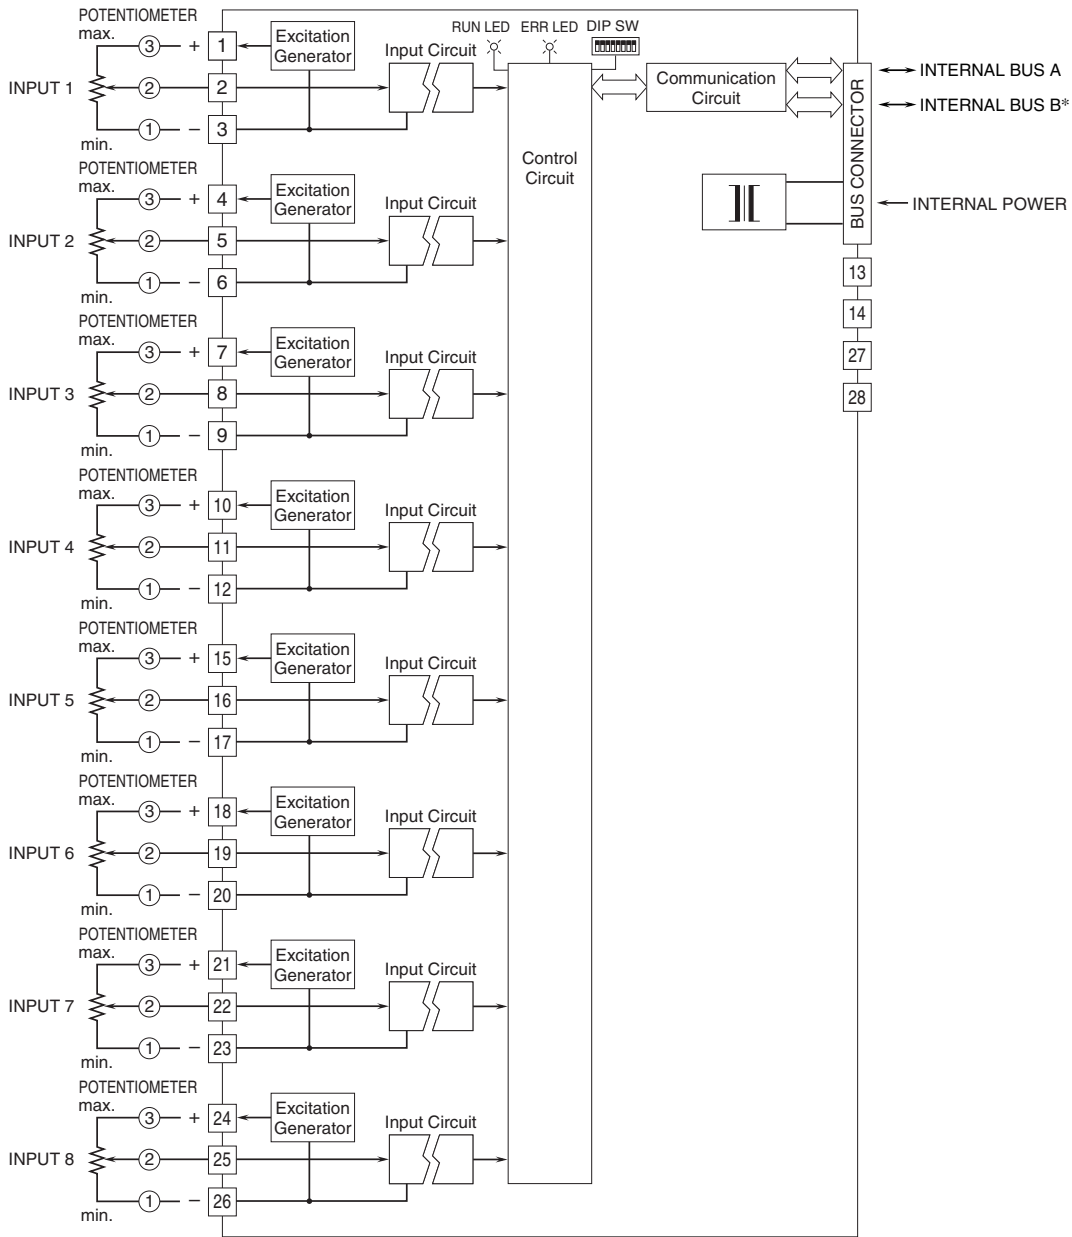 RUN LED ERR LED DIP SW
POTENTIOMETER
max.
3 + 1
Excitation
Generator
Input Circuit
INPUT 1
2 2
1 − 3
min.
POTENTIOMETER
max.
3 + 4
Excitation
Generator
Input Circuit
INPUT 2
2 5
1 − 6
min.
POTENTIOMETER
max.
3 + 7
Excitation
Generator
Input Circuit
INPUT 3
2 8
1 − 9
min.
POTENTIOMETER
max.
3 + 10
Excitation
Generator
Input Circuit
INPUT 4
2 11
1 − 12
min.
POTENTIOMETER
max.
3 + 15
Excitation
Generator
Input Circuit
INPUT 5
2 16
1 − 17
min.
POTENTIOMETER
max.
3 + 18
Excitation
Generator
Input Circuit
INPUT 6
2 19
1 − 20
min.
POTENTIOMETER
max.
3 + 21
Excitation
Generator
Input Circuit
INPUT 7
2 22
1 − 23
min.
POTENTIOMETER
max.
3 + 24
Excitation
Generator
Input Circuit
INPUT 8
2 25
1 − 26
min.
Control
Circuit
Communication
Circuit
BUS CONNECTOR
INTERNAL BUS A
INTERNAL BUS B*
INTERNAL POWER
13
14
27
28